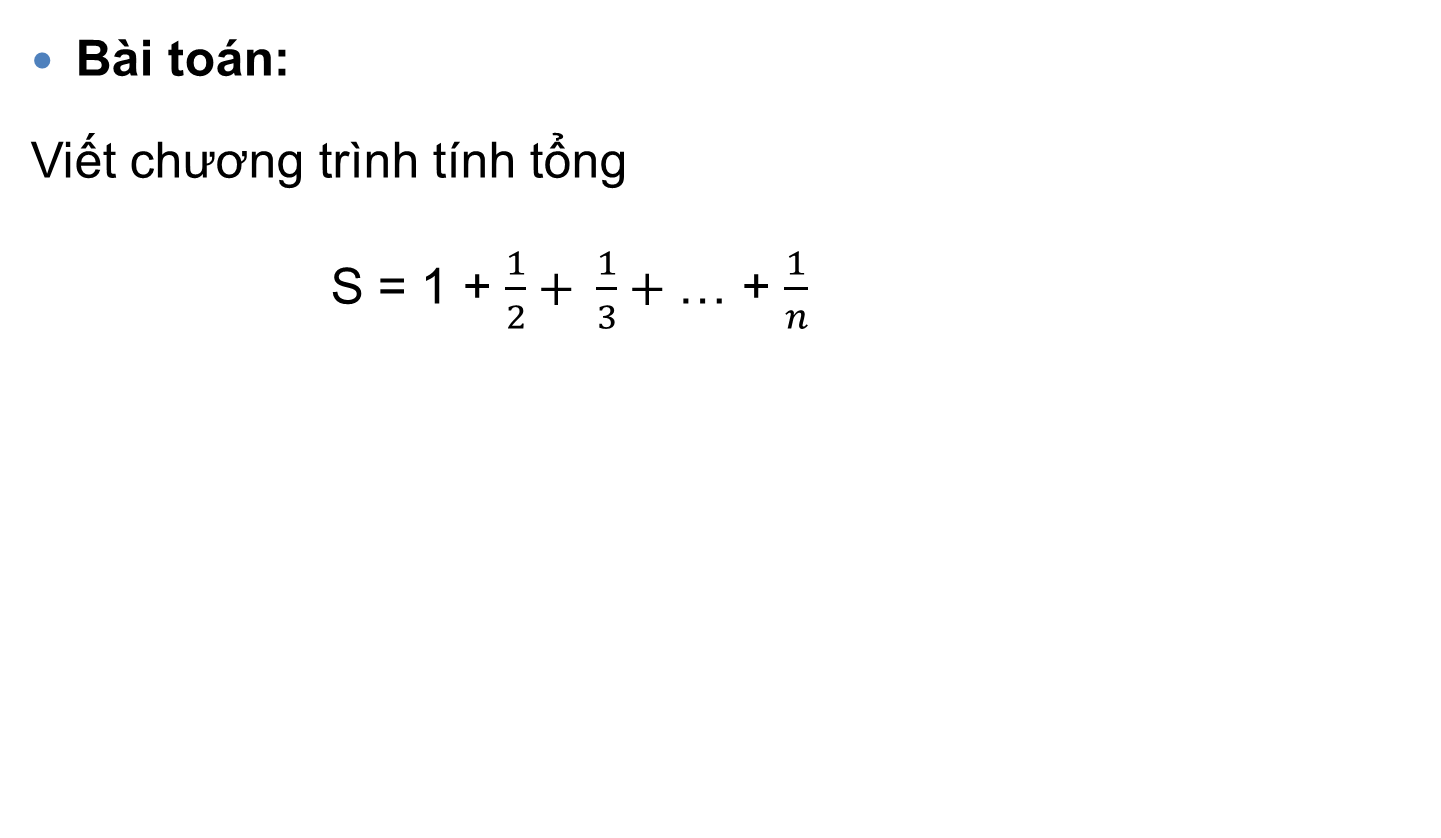 • Bài toán:
Viết chương trình tính tổng
S = 1 + 1/2 + 1/3 + … + 1/n